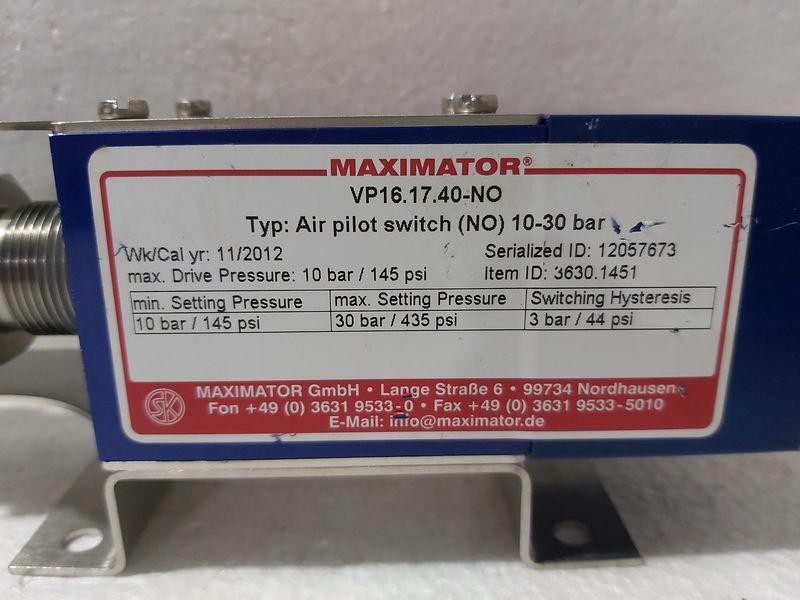 MAXIMATOR®
VP16.17.40-NO
Typ: Air pilot switch (NO) 10-30 bar
Wk/Cal yr: 11/2012 Serialized ID: 12057673
max. Drive Pressure: 10 bar / 145 psi Item ID: 3630.1451
min. Setting Pressure max. Setting Pressure Switching Hysteresis
10 bar / 145 psi 30 bar / 435 psi 3 bar / 44 psi
SK MAXIMATOR GmbH • Lange Straße 6 • 99734 Nordhausen
Fon +49 (0) 3631 9533-0 • Fax +49 (0) 3631 9533-5010
E-Mail: info@maximator.de